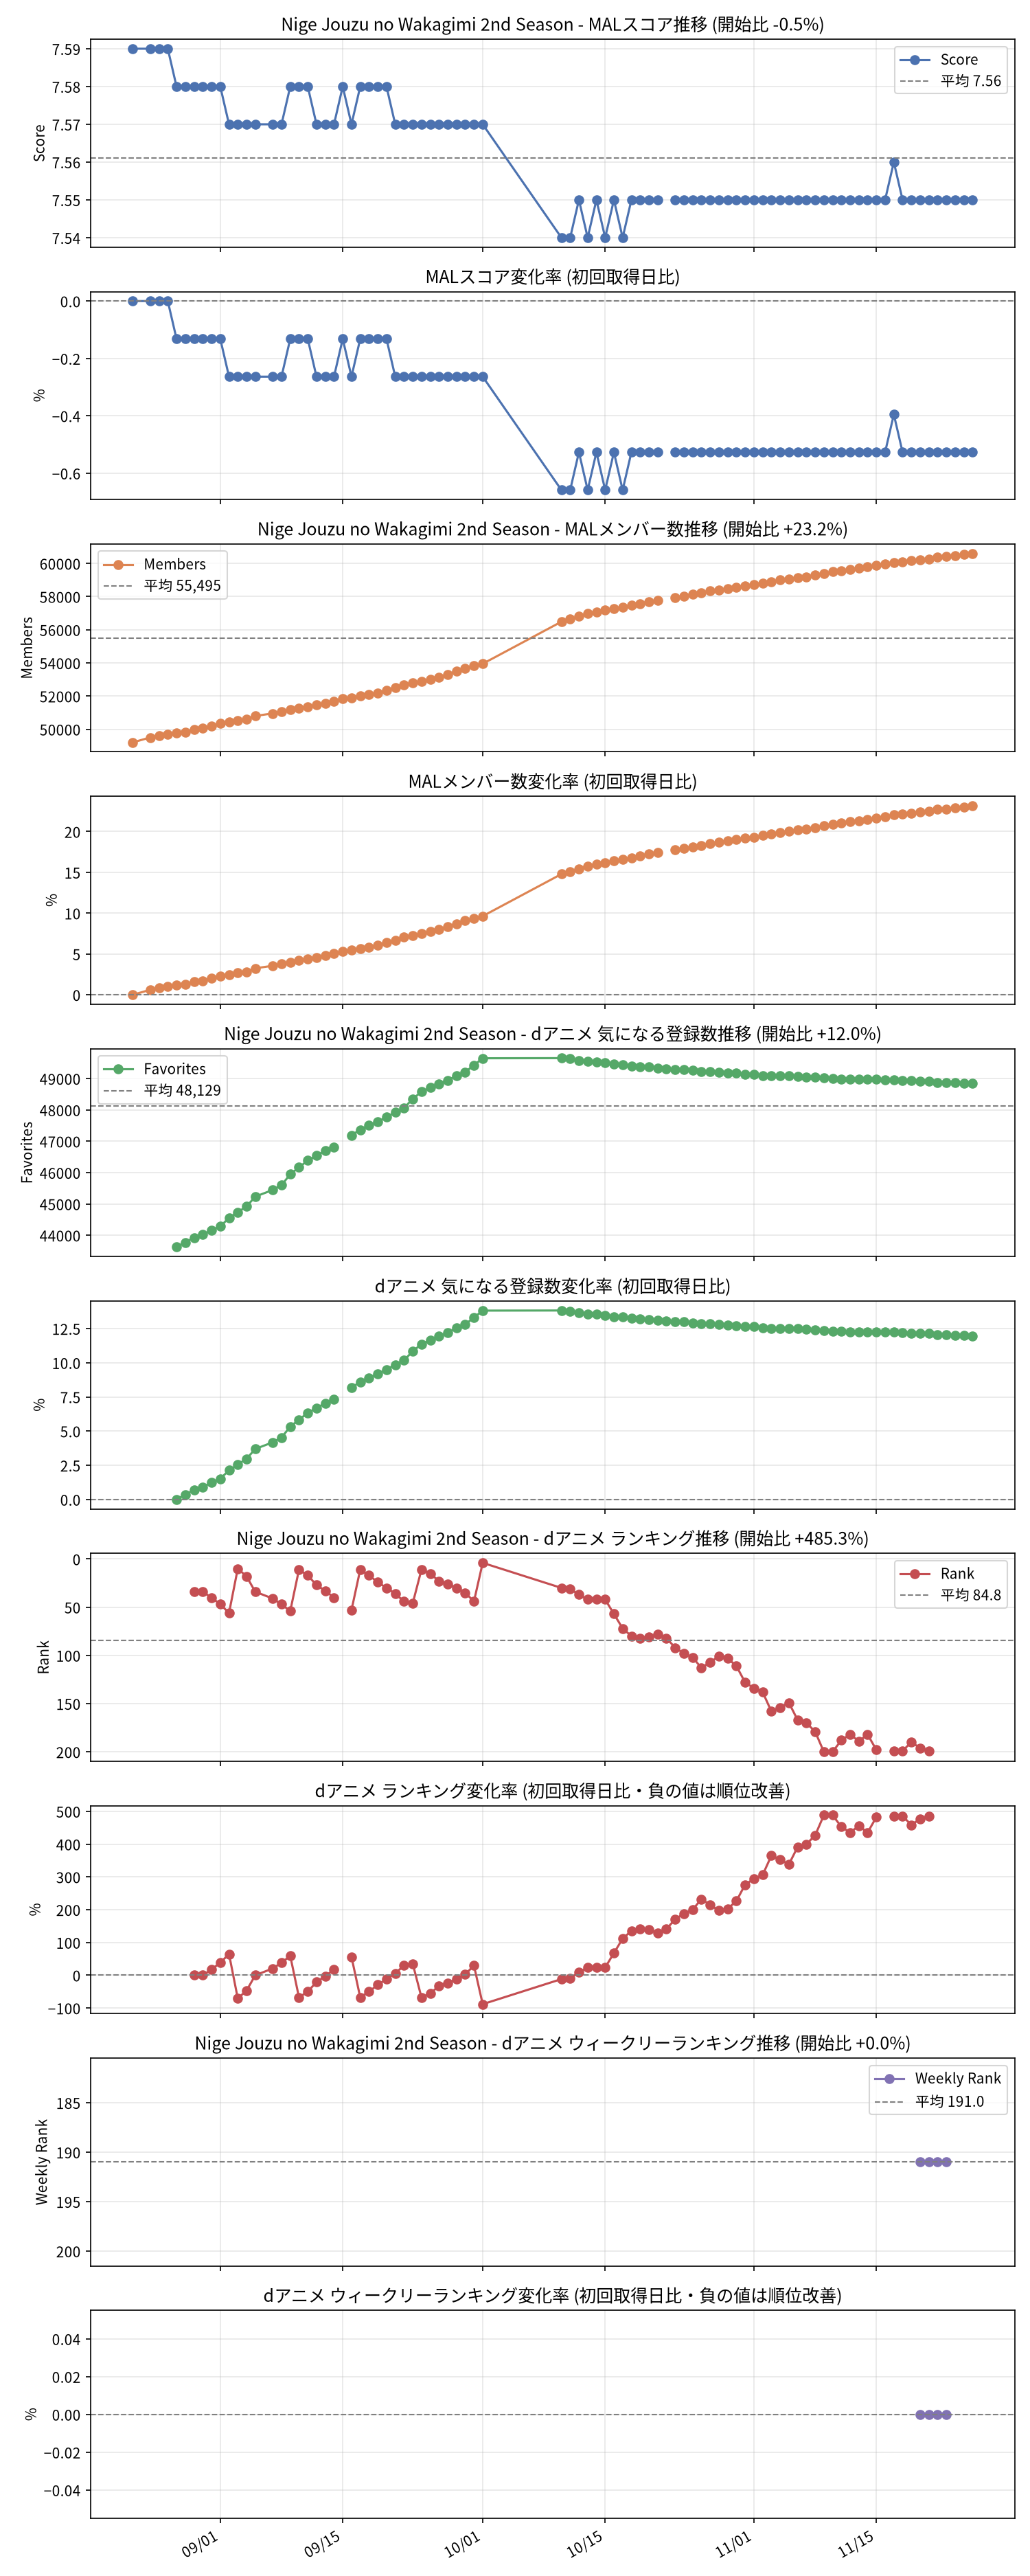 Nige Jouzu no Wakagimi 2nd Season - MALスコア推移 (開始比 -0.5%)
7.59
7.58
7.57
7.56
7.55
7.54
Score
Score
平均 7.56
MALスコア変化率 (初回取得日比)
0.0
−0.2
−0.4
−0.6
%
Nige Jouzu no Wakagimi 2nd Season - MALメンバー数推移 (開始比 +23.2%)
60000
58000
56000
54000
52000
50000
Members
Members
平均 55,495
MALメンバー数変化率 (初回取得日比)
20
15
10
5
0
%
Nige Jouzu no Wakagimi 2nd Season - dアニメ 気になる登録数推移 (開始比 +12.0%)
49000
48000
47000
46000
45000
44000
Favorites
Favorites
平均 48,129
dアニメ 気になる登録数変化率 (初回取得日比)
12.5
10.0
7.5
5.0
2.5
0.0
%
Nige Jouzu no Wakagimi 2nd Season - dアニメ ランキング推移 (開始比 +485.3%)
0
50
100
150
200
Rank
Rank
平均 84.8
dアニメ ランキング変化率 (初回取得日比・負の値は順位改善)
500
400
300
200
100
0
−100
%
Nige Jouzu no Wakagimi 2nd Season - dアニメ ウィークリーランキング推移 (開始比 +0.0%)
185
190
195
200
Weekly Rank
Weekly Rank
平均 191.0
dアニメ ウィークリーランキング変化率 (初回取得日比・負の値は順位改善)
0.04
0.02
0.00
−0.02
−0.04
%
09/01
09/15
10/01
10/15
11/01
11/15